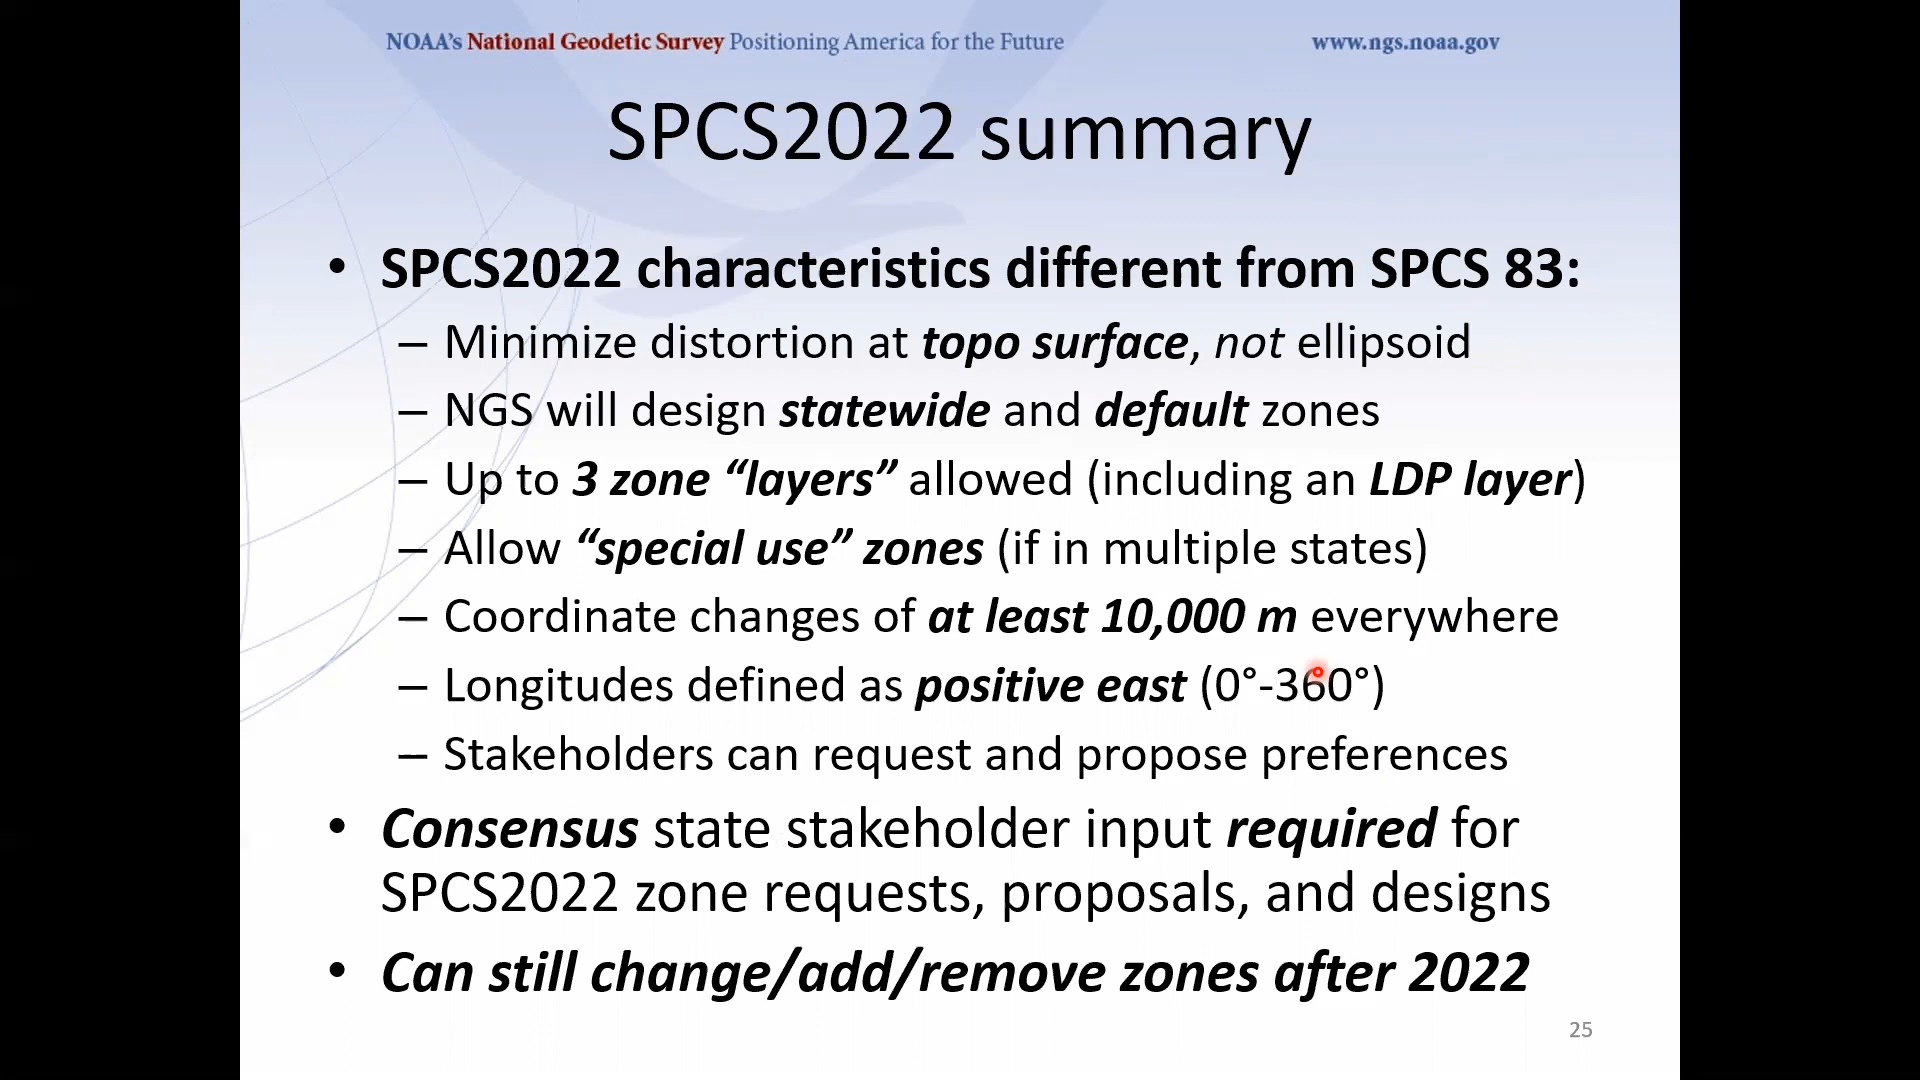 NOAA's National Geodetic Survey Positioning America for the Future www.ngs.noaa.gov
SPCS2022 summary
• SPCS2022 characteristics different from SPCS 83:
– Minimize distortion at topo surface, not ellipsoid
– NGS will design statewide and default zones
– Up to 3 zone “layers” allowed (including an LDP layer)
– Allow “special use” zones (if in multiple states)
– Coordinate changes of at least 10,000 m everywhere
– Longitudes defined as positive east (0°-360°)
– Stakeholders can request and propose preferences
• Consensus state stakeholder input required for
SPCS2022 zone requests, proposals, and designs
• Can still change/add/remove zones after 2022
25